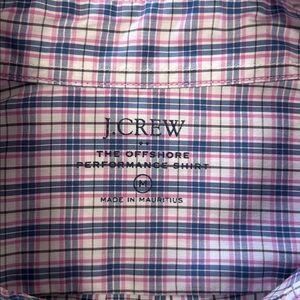 J.CREW
THE OFFSHORE
PERFORMANCE SHIRT
M
MADE IN MAURITIUS